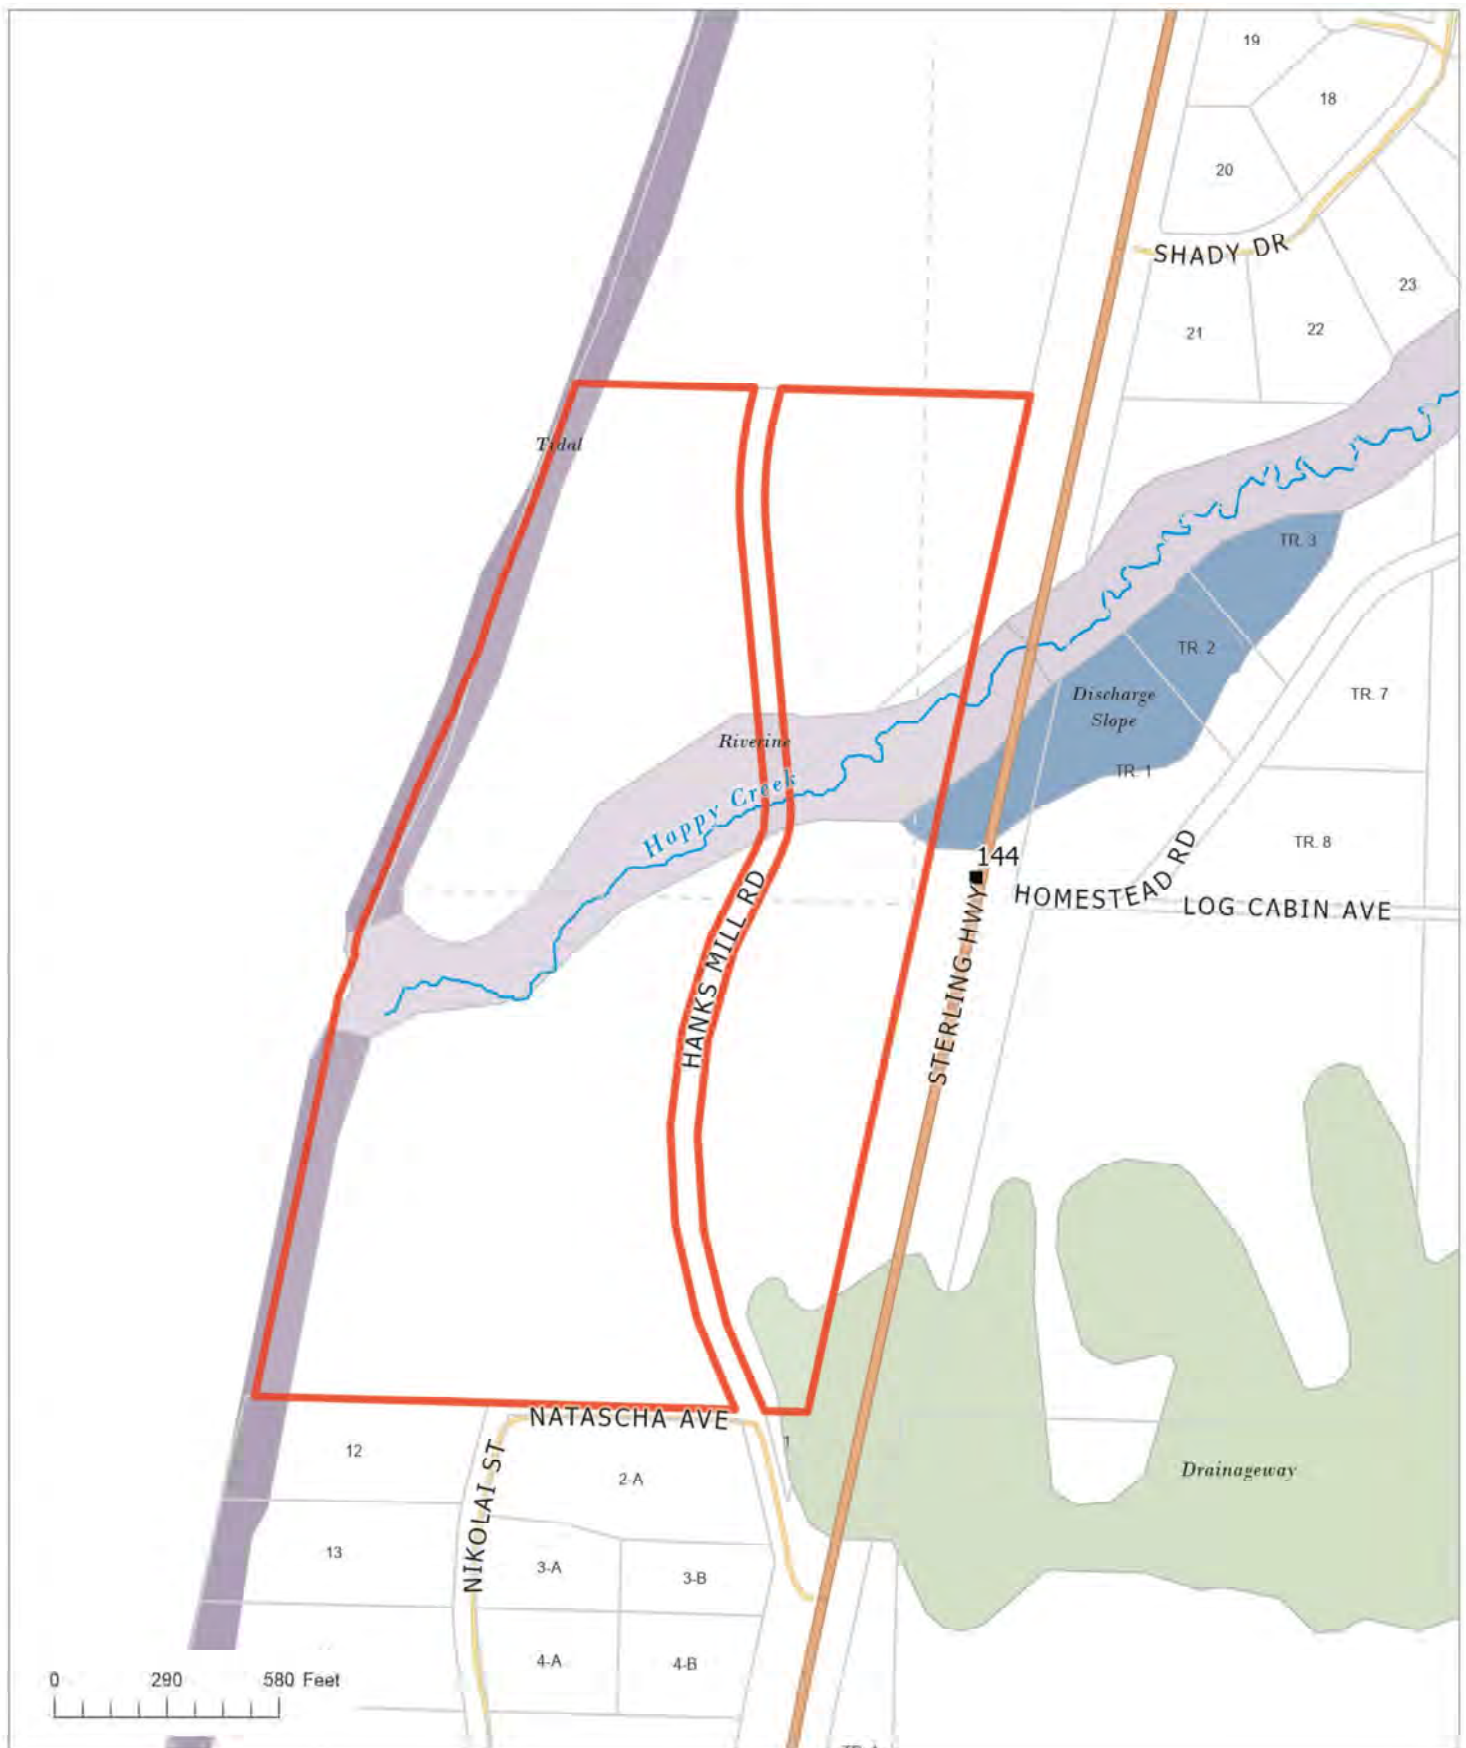 19
18
20
SHADY DR
23
21
22
Tidal
TR. 3
TR. 2
Discharge
Slope
TR. 7
Riverine
TR. 1
Happy Creek
TR. 8
144
HOMESTEAD RD
LOG CABIN AVE
HANKS MILL RD
STERLING HWY
NATASCHA AVE
1
12
2-A
NIKOLAI ST
Drainageway
13
3-A
3-B
4-A
4-B
0 290 580 Feet